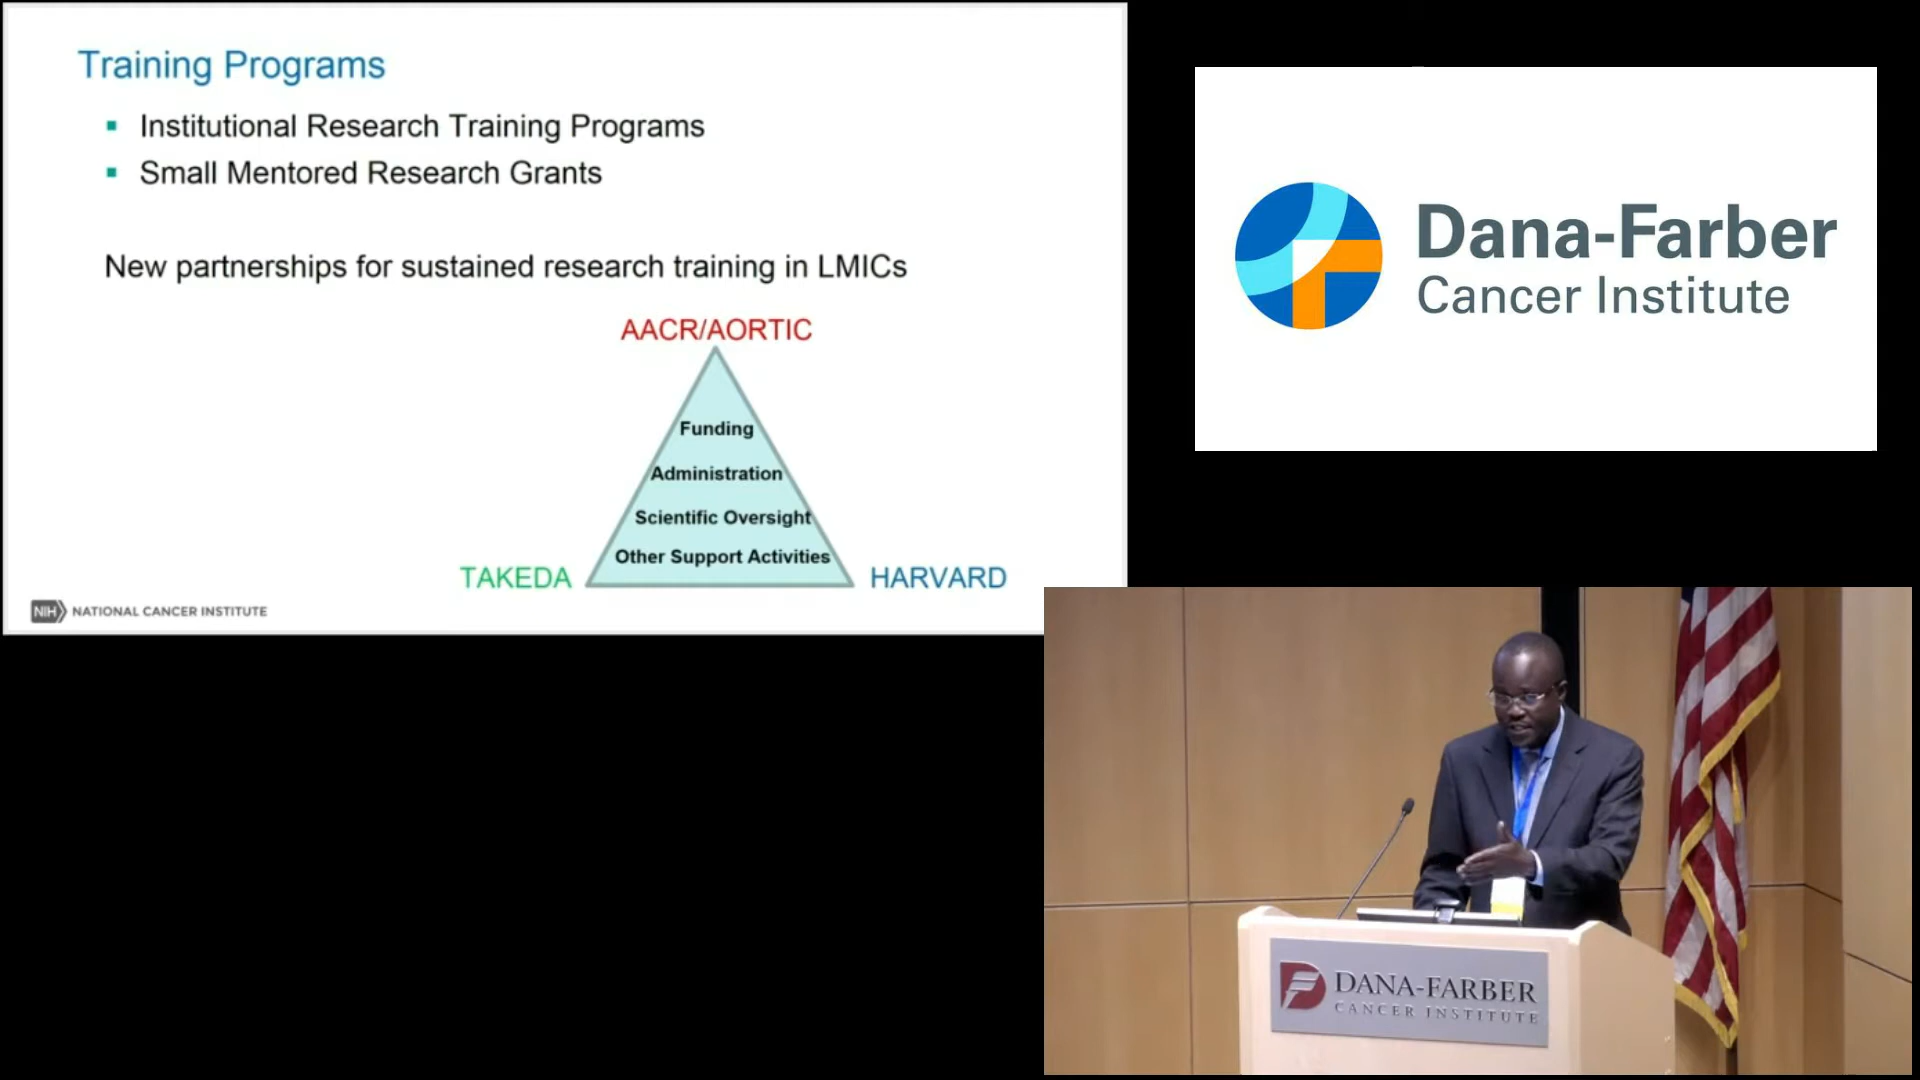 Training Programs
Institutional Research Training Programs
Small Mentored Research Grants
New partnerships for sustained research training in LMICs
AACR/AORTIC
Funding
Administration
Scientific Oversight
Other Support Activities
TAKEDA
HARVARD
NIH NATIONAL CANCER INSTITUTE
Dana-Farber
Cancer Institute
DANA-FARBER
CANCER INSTITUTE